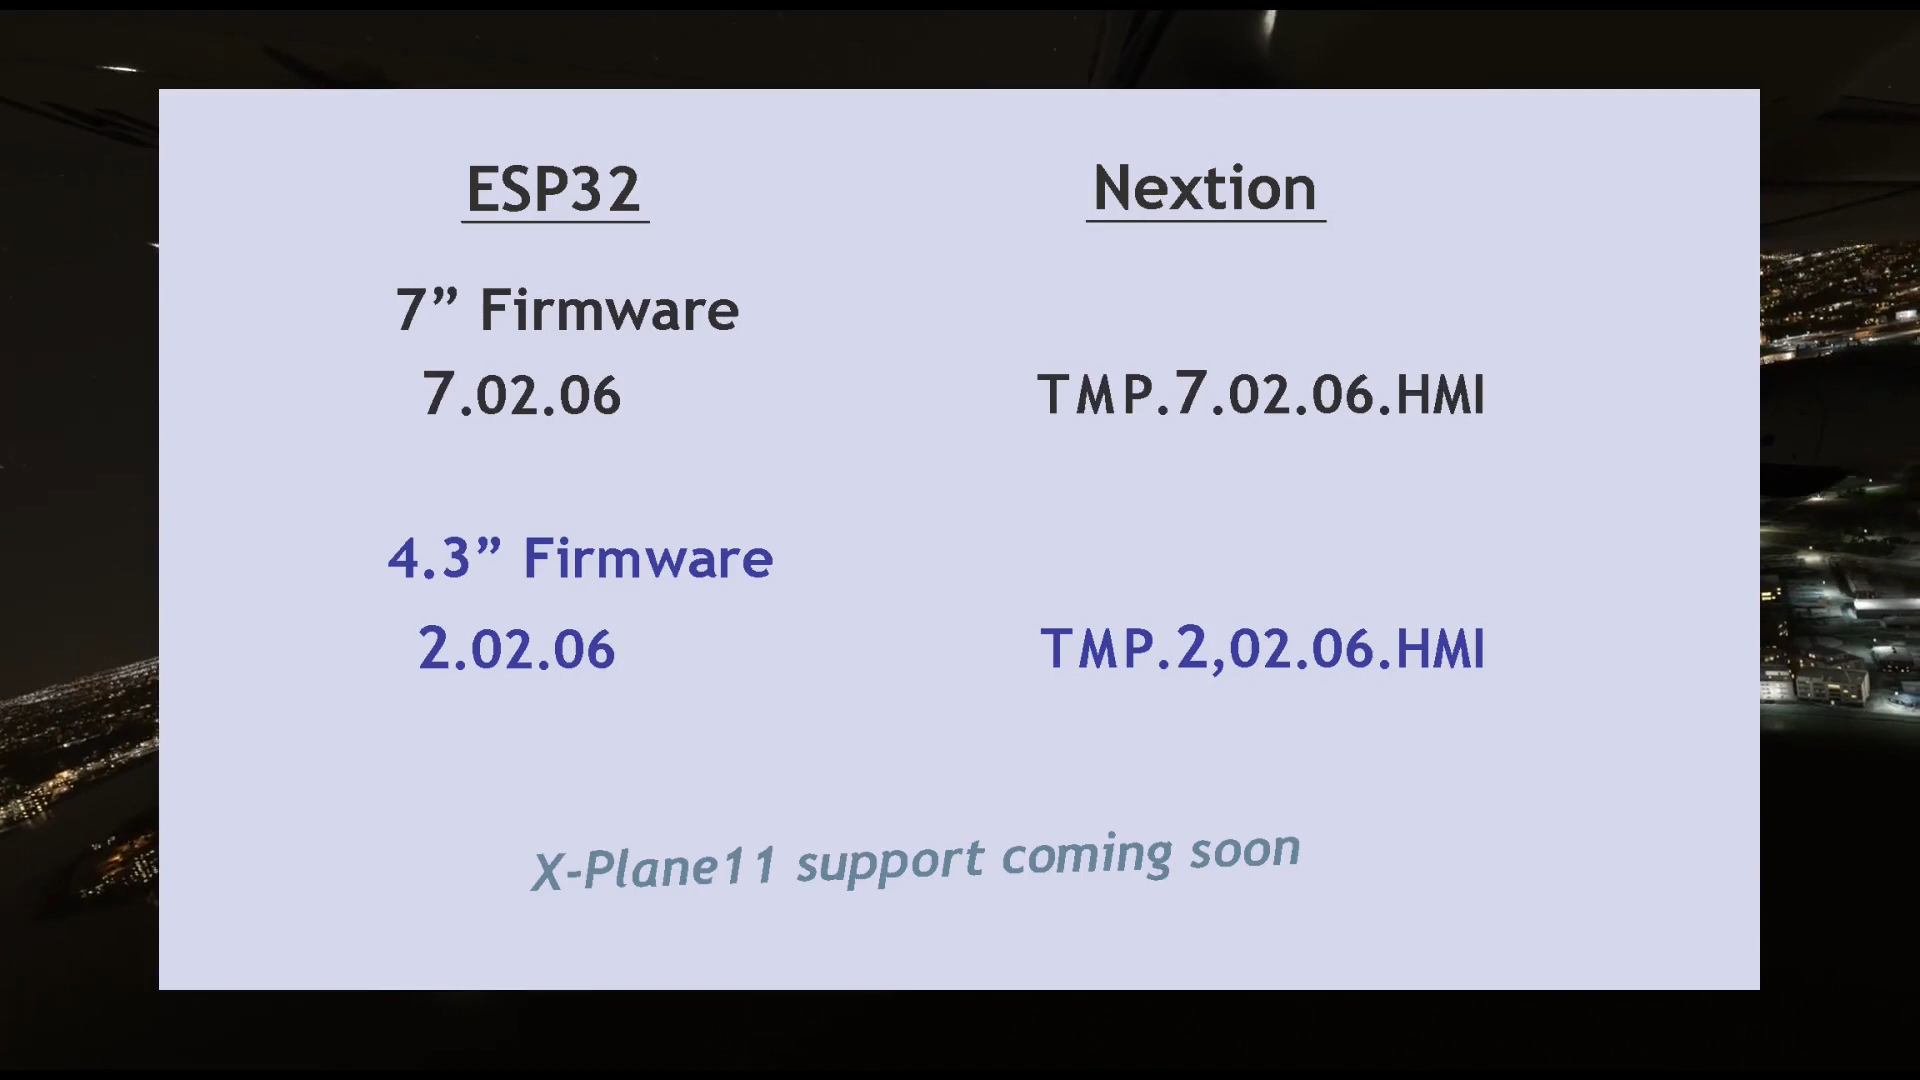 ESP32 Nextion
7” Firmware
7.02.06 TMP.7.02.06.HMI
4.3” Firmware
2.02.06 TMP.2,02.06.HMI
X-Plane11 support coming soon